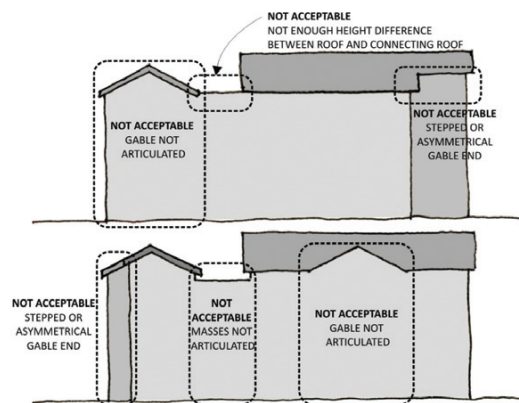 NOT ACCEPTABLE
NOT ENOUGH HEIGHT DIFFERENCE
BETWEEN ROOF AND CONNECTING ROOF
NOT ACCEPTABLE
GABLE NOT
ARTICULATED
NOT ACCEPTABLE
STEPPED OR
ASYMMETRICAL
GABLE END
NOT ACCEPTABLE
STEPPED OR
ASYMMETRICAL
GABLE END
NOT
ACCEPTABLE
MASSES NOT
ARTICULATED
NOT ACCEPTABLE
GABLE NOT
ARTICULATED